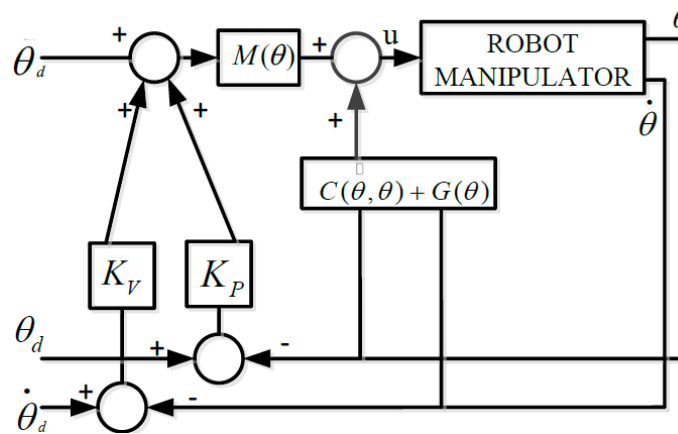 + + u ROBOT
θ_d M(θ) MANIPULATOR
+ + + θ̇
C(θ,θ) + G(θ)
K_V K_P
θ_d + -
θ̇_d + -